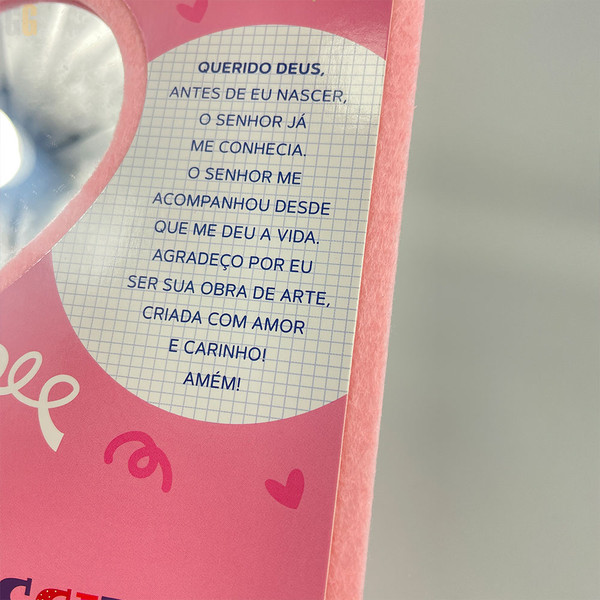 QUERIDO DEUS,
ANTES DE EU NASCER,
O SENHOR JÁ
ME CONHECIA.
O SENHOR ME
ACOMPANHOU DESDE
QUE ME DEU A VIDA.
AGRADEÇO POR EU
SER SUA OBRA DE ARTE,
CRIADA COM AMOR
E CARINHO!
AMÉM!